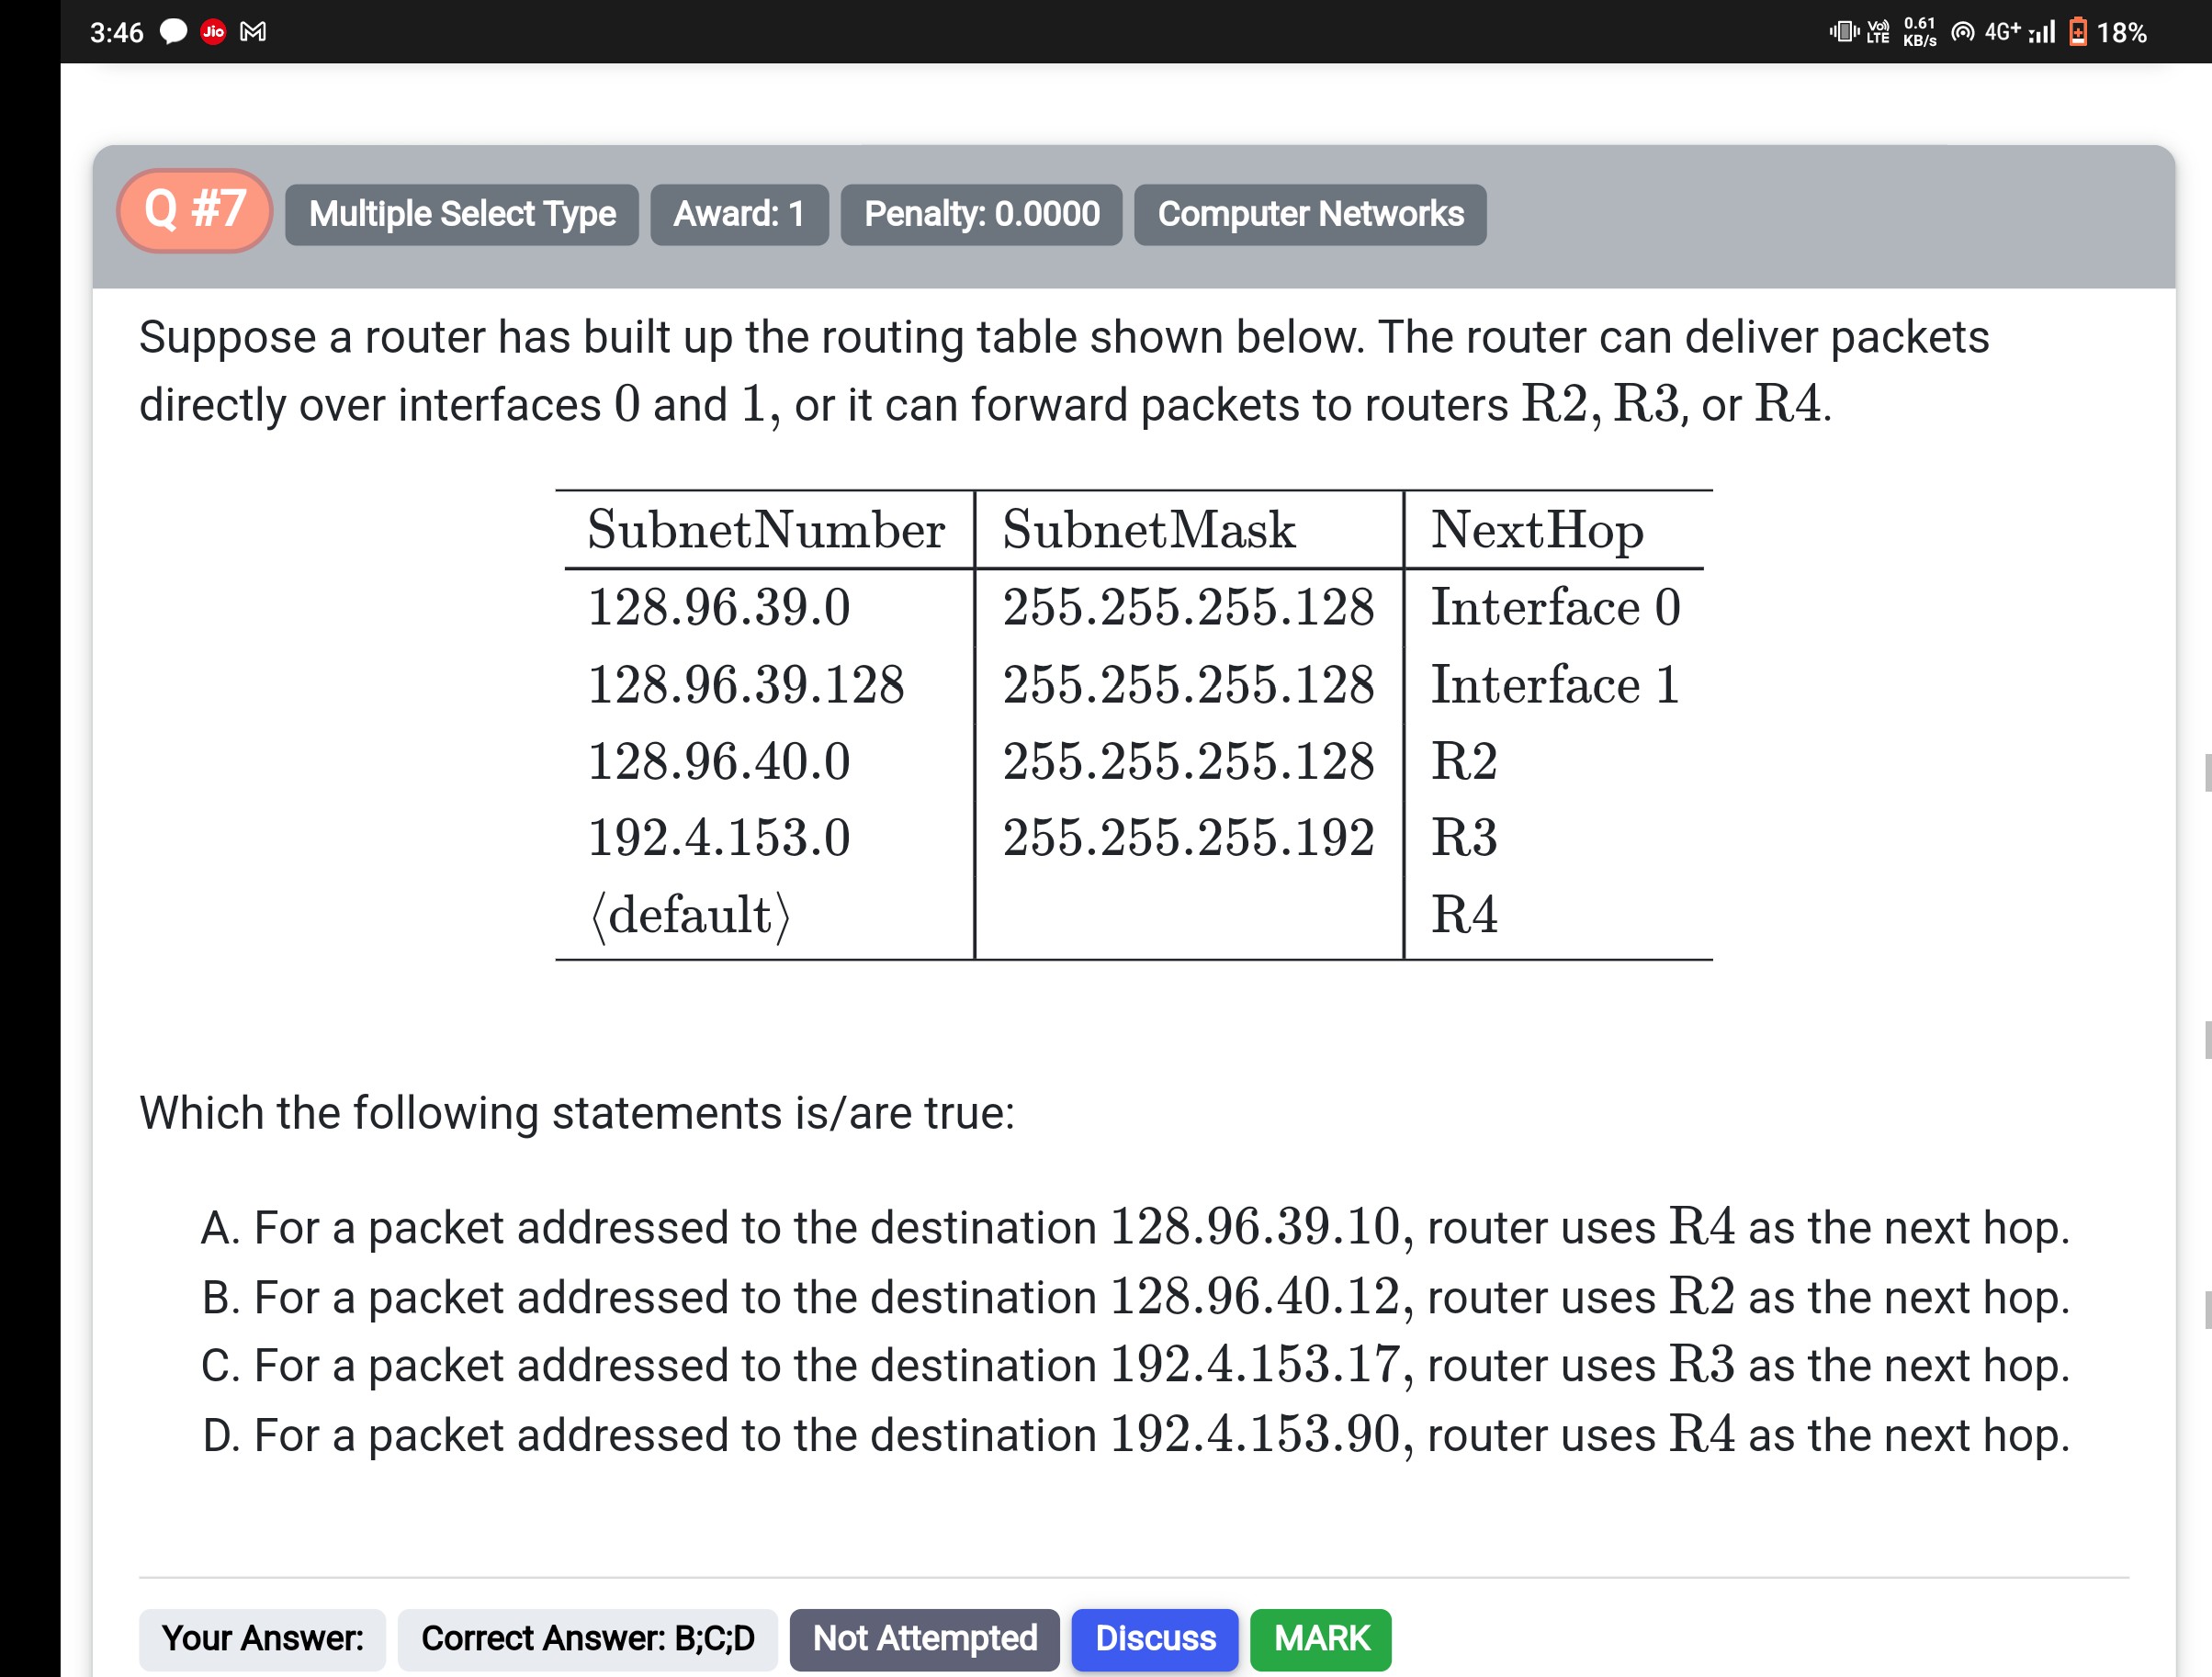 3:46 Jio Vo) LTE 0.61 KB/s 4G+ 18%
Q #7 Multiple Select Type Award: 1 Penalty: 0.0000 Computer Networks
Suppose a router has built up the routing table shown below. The router can deliver packets
directly over interfaces 0 and 1, or it can forward packets to routers R2, R3, or R4.
SubnetNumber SubnetMask NextHop
128.96.39.0 255.255.255.128 Interface 0
128.96.39.128 255.255.255.128 Interface 1
128.96.40.0 255.255.255.128 R2
192.4.153.0 255.255.255.192 R3
⟨default⟩ R4
Which the following statements is/are true:
A. For a packet addressed to the destination 128.96.39.10, router uses R4 as the next hop.
B. For a packet addressed to the destination 128.96.40.12, router uses R2 as the next hop.
C. For a packet addressed to the destination 192.4.153.17, router uses R3 as the next hop.
D. For a packet addressed to the destination 192.4.153.90, router uses R4 as the next hop.
Your Answer: Correct Answer: B;C;D Not Attempted Discuss MARK